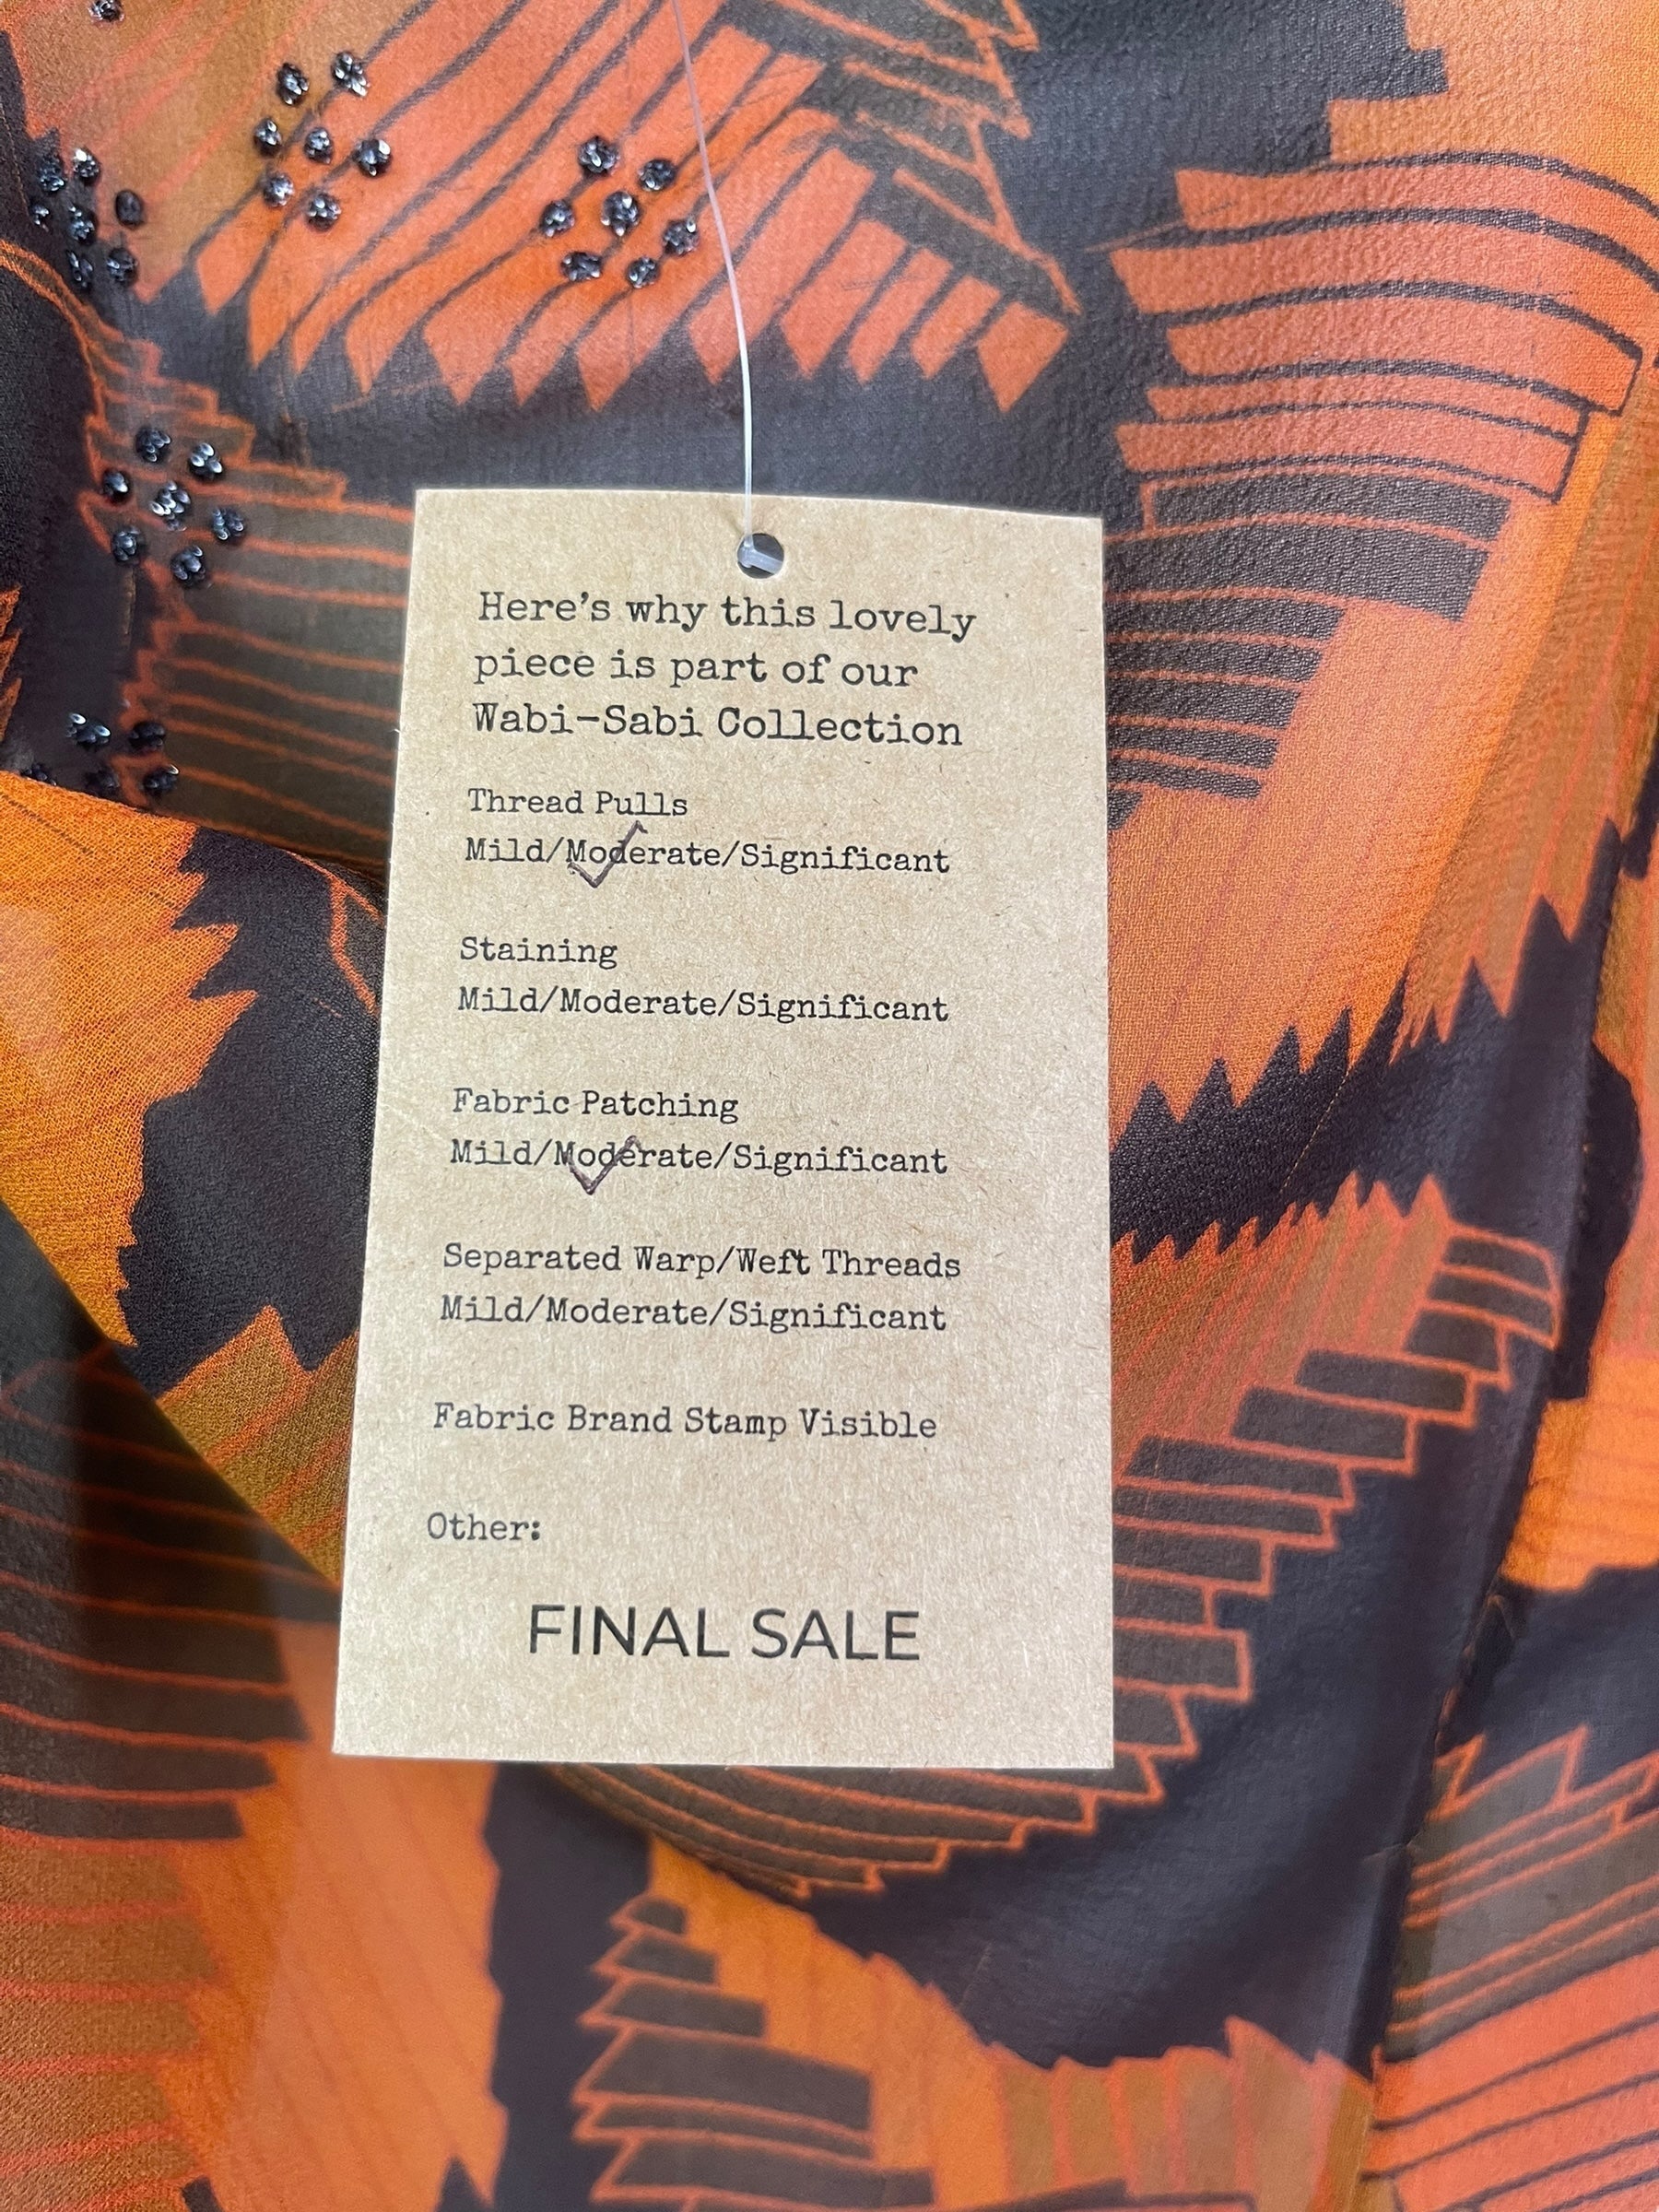 Here's why this lovely
piece is part of our
Wabi-Sabi Collection
Thread Pulls
Mild/Moderate/Significant
Staining
Mild/Moderate/Significant
Fabric Patching
Mild/Moderate/Significant
Separated Warp/Weft Threads
Mild/Moderate/Significant
Fabric Brand Stamp Visible
Other:
FINAL SALE